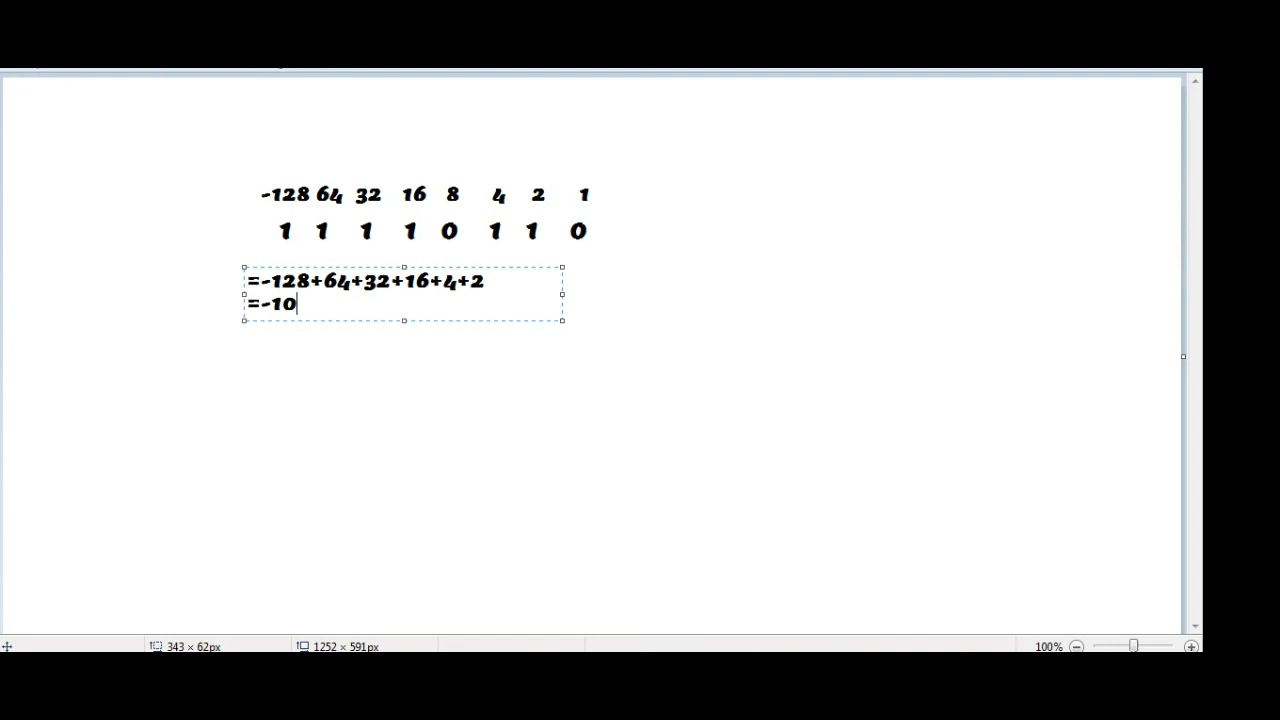 -128 64 32 16 8 4 2 1
1 1 1 1 0 1 1 0
=-128+64+32+16+4+2
=-10
343 × 62px 1252 × 591px 100%